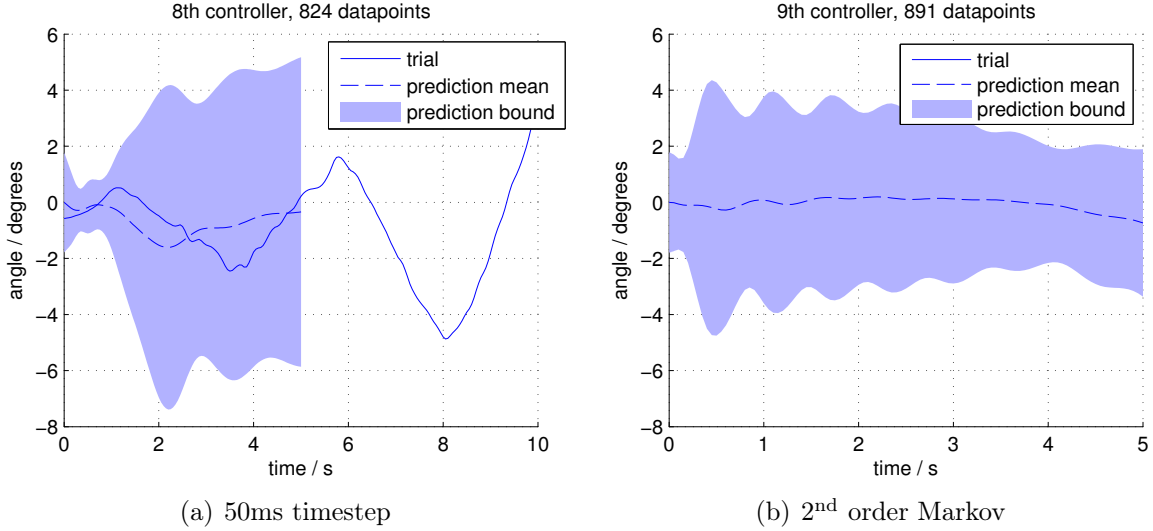 8th controller, 824 datapoints
6
4
2
0
−2
−4
−6
−8
angle / degrees
trial
prediction mean
prediction bound
0
2
4
6
8
10
time / s
(a) 50ms timestep
9th controller, 891 datapoints
6
4
2
0
−2
−4
−6
−8
angle / degrees
trial
prediction mean
prediction bound
0
1
2
3
4
5
time / s
(b) 2nd order Markov